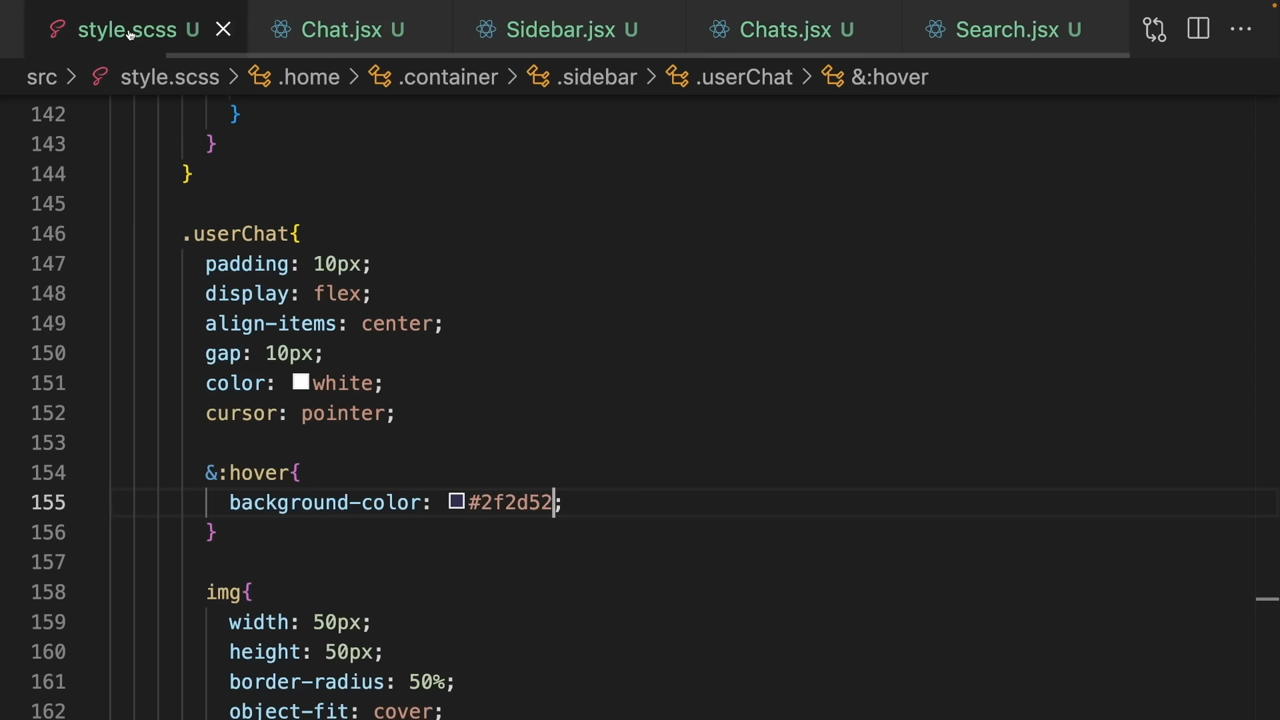 style.scss U Chat.jsx U Sidebar.jsx U Chats.jsx U Search.jsx U
src > style.scss > .home > .container > .sidebar > .userChat > &:hover
142 }
143 }
144 }
145
146 .userChat{
147 padding: 10px;
148 display: flex;
149 align-items: center;
150 gap: 10px;
151 color: white;
152 cursor: pointer;
153
154 &:hover{
155 background-color: #2f2d52;
156 }
157
158 img{
159 width: 50px;
160 height: 50px;
161 border-radius: 50%;
162 object-fit: cover;